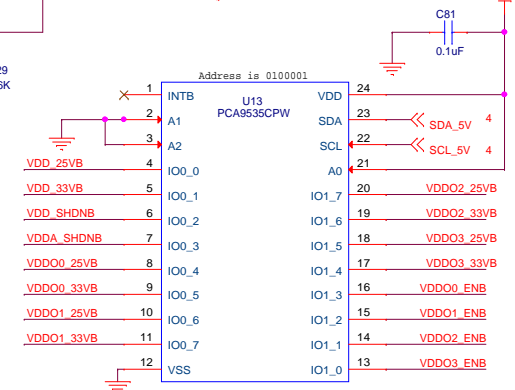 C81
0.1uF
29
6K
Address is 0100001
U13
PCA9535CPW
1 INTB
2 A1
3 A2
VDD_25VB 4 IO0_0
VDD_33VB 5 IO0_1
VDD_SHDNB 6 IO0_2
VDDA_SHDNB 7 IO0_3
VDDO0_25VB 8 IO0_4
VDDO0_33VB 9 IO0_5
VDDO1_25VB 10 IO0_6
VDDO1_33VB 11 IO0_7
12 VSS
VDD 24
SDA 23 SDA_5V 4
SCL 22 SCL_5V 4
A0 21
IO1_7 20 VDDO2_25VB
IO1_6 19 VDDO2_33VB
IO1_5 18 VDDO3_25VB
IO1_4 17 VDDO3_33VB
IO1_3 16 VDDO0_ENB
IO1_2 15 VDDO1_ENB
IO1_1 14 VDDO2_ENB
IO1_0 13 VDDO3_ENB